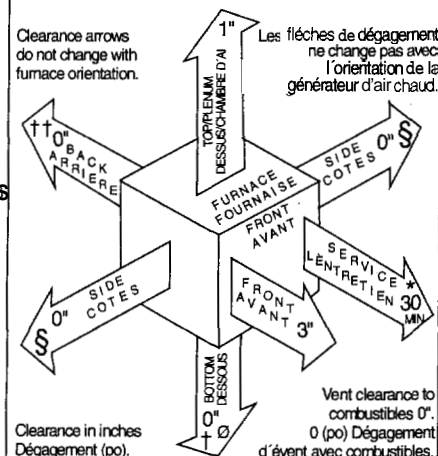 Clearance arrows
do not change with
furnace orientation.
Les fléches de dégagement
ne change pas avec
l'orientation de la
générateur d'air chaud.
1"
TOP/PLENUM
DESSUS/CHAMBRE D'AI
††0" BACK
ARRIERE
SIDE 0" §
COTES
FURNACE
FOURNAISE
FRONT
AVANT
SERVICE *
LÈNTRETIEN 30
MIN
§ 0" SIDE
COTES
FRONT
AVANT 3"
BOTTOM
DESSOUS
0"
† Ø
Clearance in inches
Dégagement (po).
Vent clearance to
combustibles 0".
0 (po) Dégagement
d´évent avec combustibles.